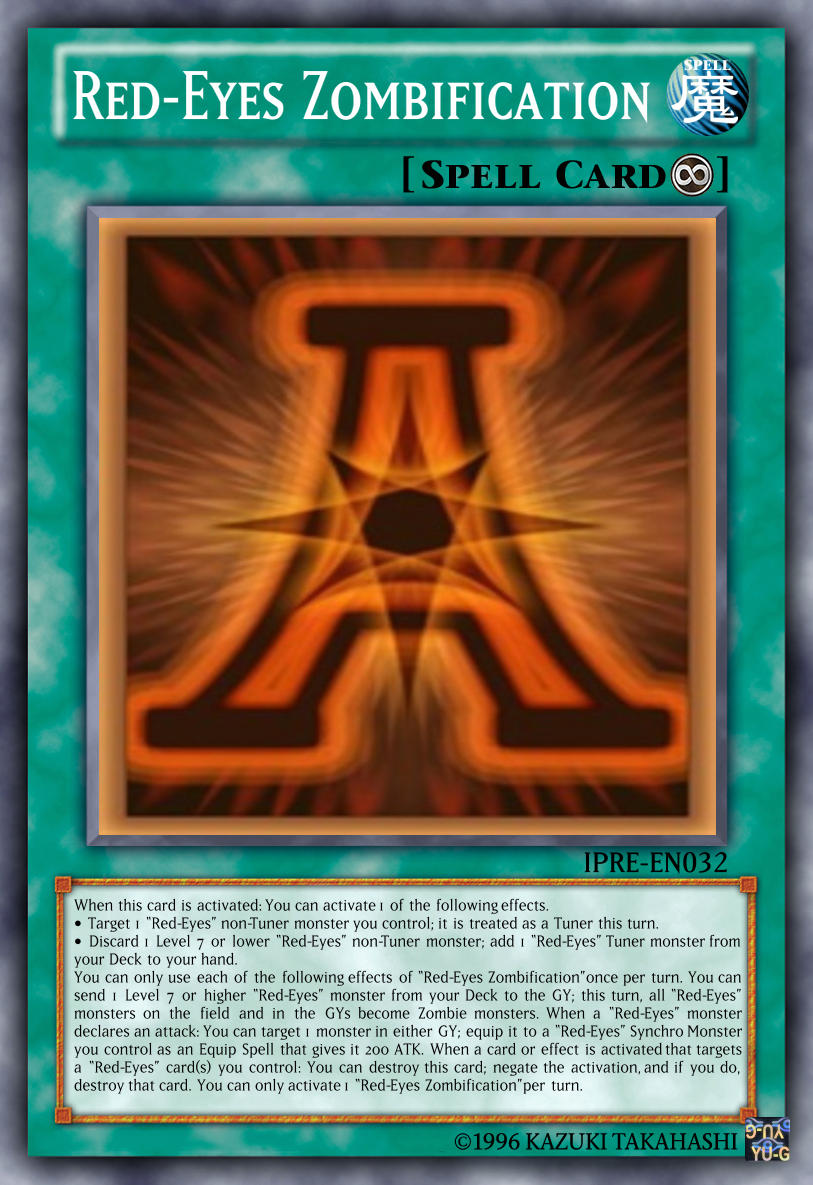 RED-EYES ZOMBIFICATION
SPELL
魔
[SPELL CARD∞]
A
IPRE-EN032
When this card is activated: You can activate 1 of the following effects.
• Target 1 “Red-Eyes” non-Tuner monster you control; it is treated as a Tuner this turn.
• Discard 1 Level 7 or lower “Red-Eyes” non-Tuner monster; add 1 “Red-Eyes” Tuner monster from
your Deck to your hand.
You can only use each of the following effects of “Red-Eyes Zombification”once per turn. You can
send 1 Level 7 or higher “Red-Eyes” monster from your Deck to the GY; this turn, all “Red-Eyes”
monsters on the field and in the GYs become Zombie monsters. When a “Red-Eyes” monster
declares an attack: You can target 1 monster in either GY; equip it to a “Red-Eyes” Synchro Monster
you control as an Equip Spell that gives it 200 ATK. When a card or effect is activated that targets
a “Red-Eyes” card(s) you control: You can destroy this card; negate the activation, and if you do,
destroy that card. You can only activate 1 “Red-Eyes Zombification”per turn.
©1996 KAZUKI TAKAHASHI
YU-G
YU-G